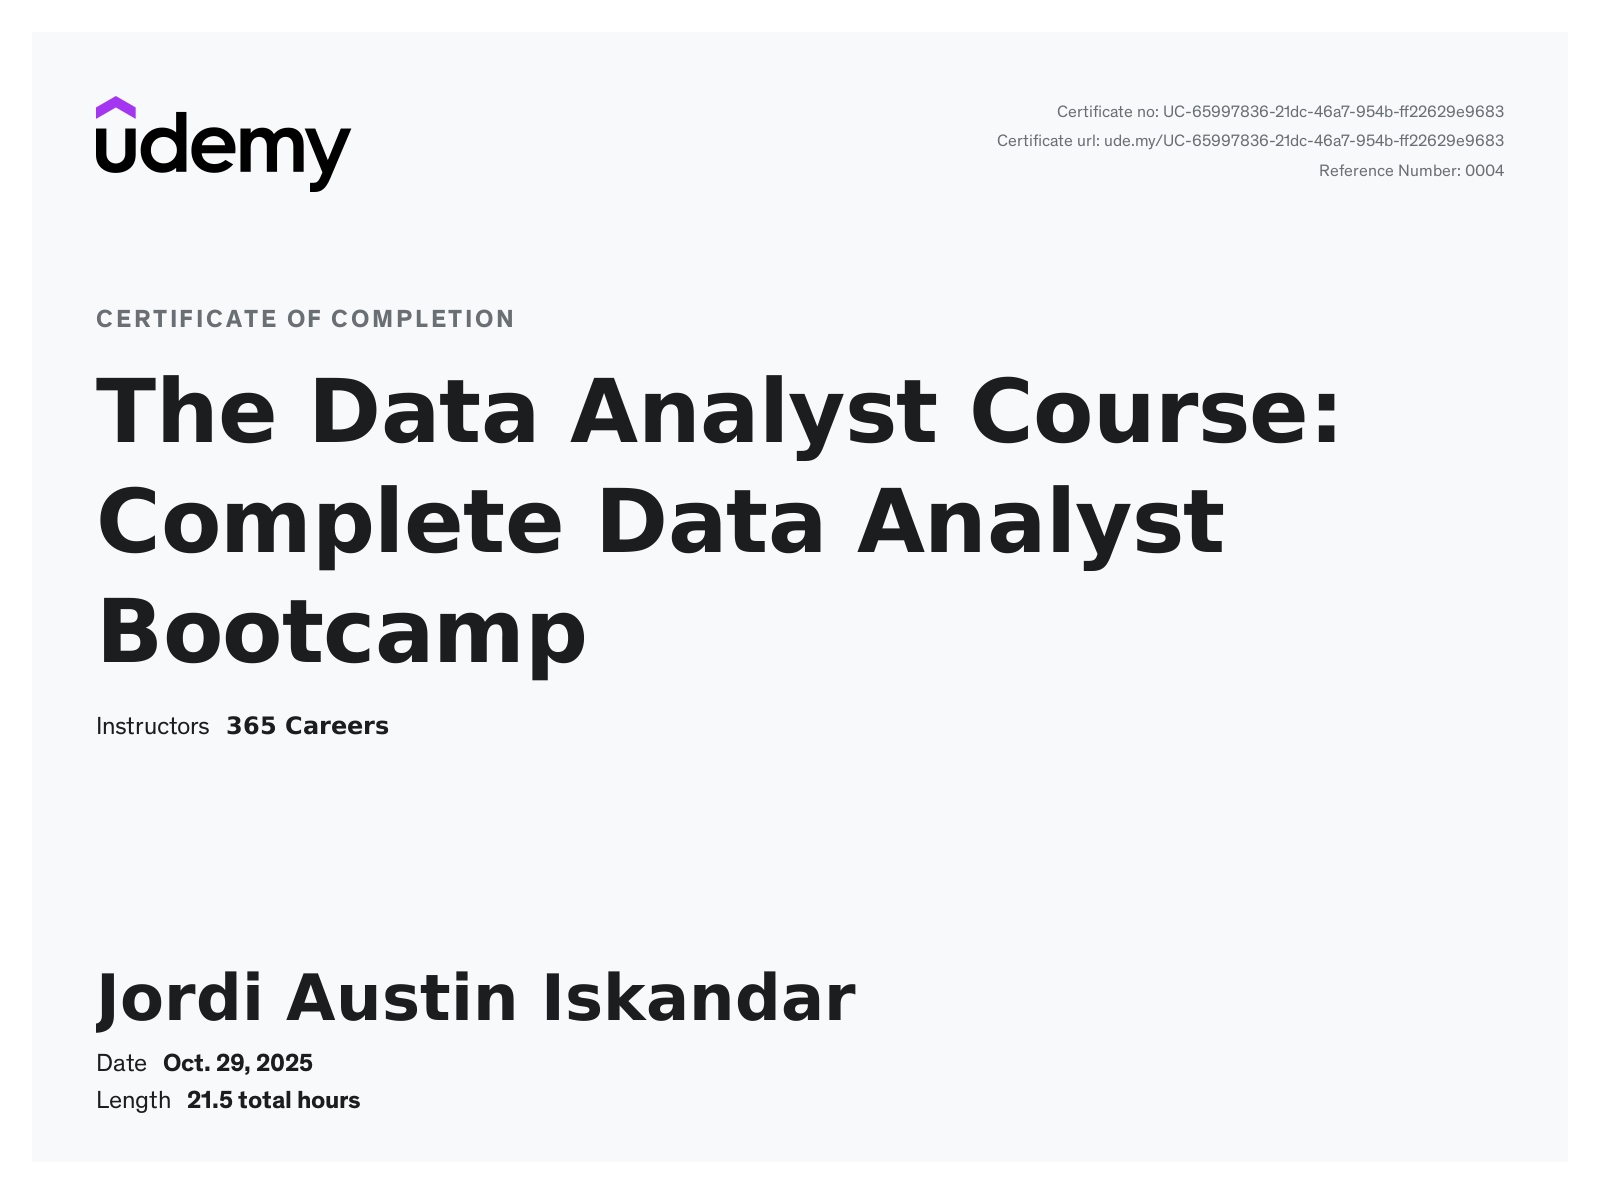 udemy
Certificate no: UC-65997836-21dc-46a7-954b-ff22629e9683
Certificate url: ude.my/UC-65997836-21dc-46a7-954b-ff22629e9683
Reference Number: 0004
CERTIFICATE OF COMPLETION
The Data Analyst Course:
Complete Data Analyst
Bootcamp
Instructors 365 Careers
Jordi Austin Iskandar
Date Oct. 29, 2025
Length 21.5 total hours